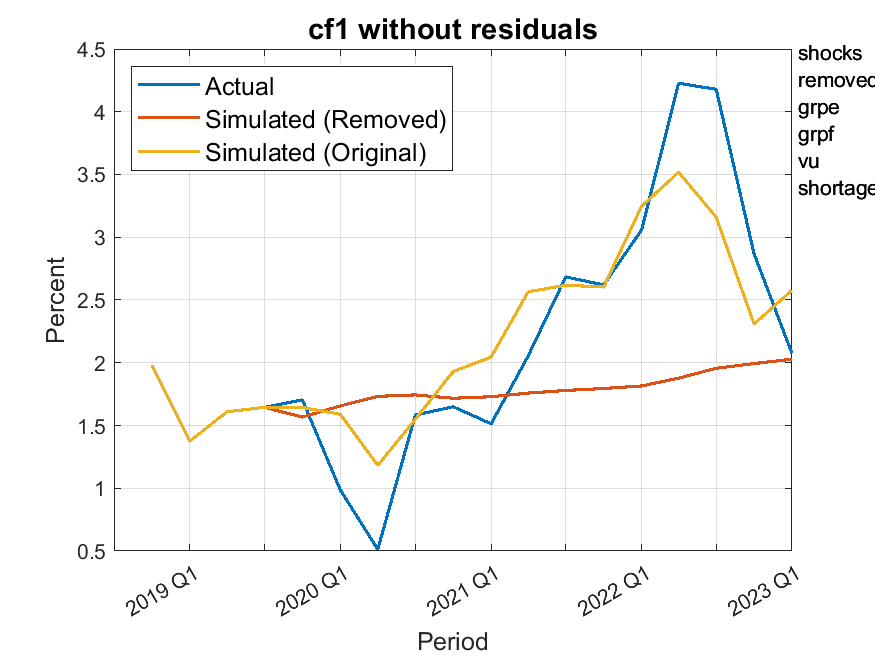 cf1 without residuals
Actual
Simulated (Removed)
Simulated (Original)
shocks
removed
grpe
grpf
vu
shortage
4.5
4
3.5
3
2.5
2
1.5
1
0.5
Percent
2019 Q1
2020 Q1
2021 Q1
2022 Q1
2023 Q1
Period